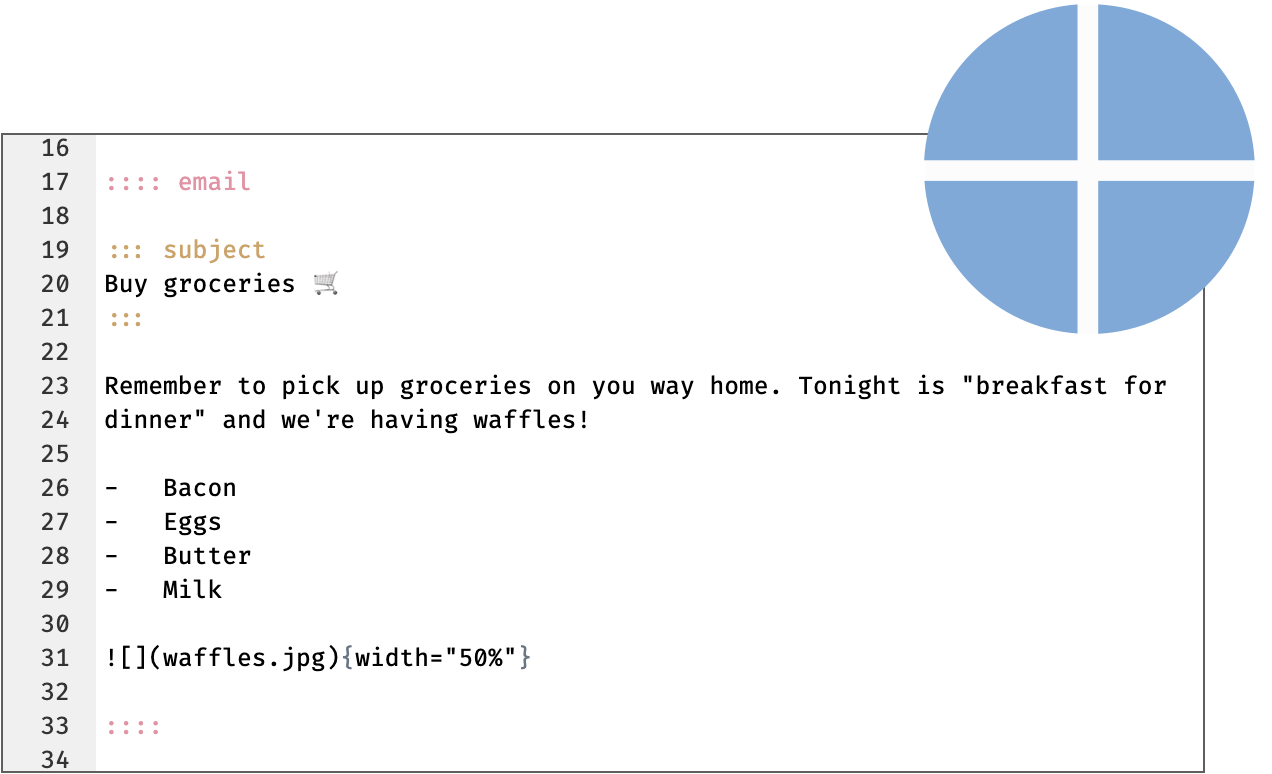 16
17 :::: email
18
19 ::: subject
20 Buy groceries 🛒
21 :::
22
23 Remember to pick up groceries on you way home. Tonight is "breakfast for
24 dinner" and we're having waffles!
25
26 -   Bacon
27 -   Eggs
28 -   Butter
29 -   Milk
30
31 ![](waffles.jpg){width="50%"}
32
33 ::::
34